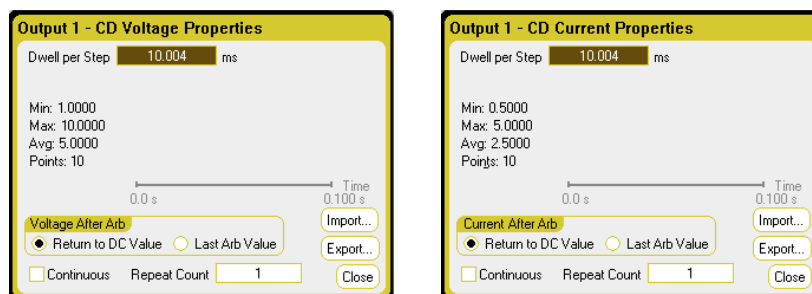 Output 1 - CD Voltage Properties
Dwell per Step 10.004 ms
Min: 1.0000
Max: 10.0000
Avg: 5.0000
Points: 10
Time
0.0 s 0.100 s
Voltage After Arb
Return to DC Value Last Arb Value
Import...
Export...
Continuous Repeat Count 1
Close
Output 1 - CD Current Properties
Dwell per Step 10.004 ms
Min: 0.5000
Max: 5.0000
Avg: 2.5000
Points: 10
Time
0.0 s 0.100 s
Current After Arb
Return to DC Value Last Arb Value
Import...
Export...
Continuous Repeat Count 1
Close